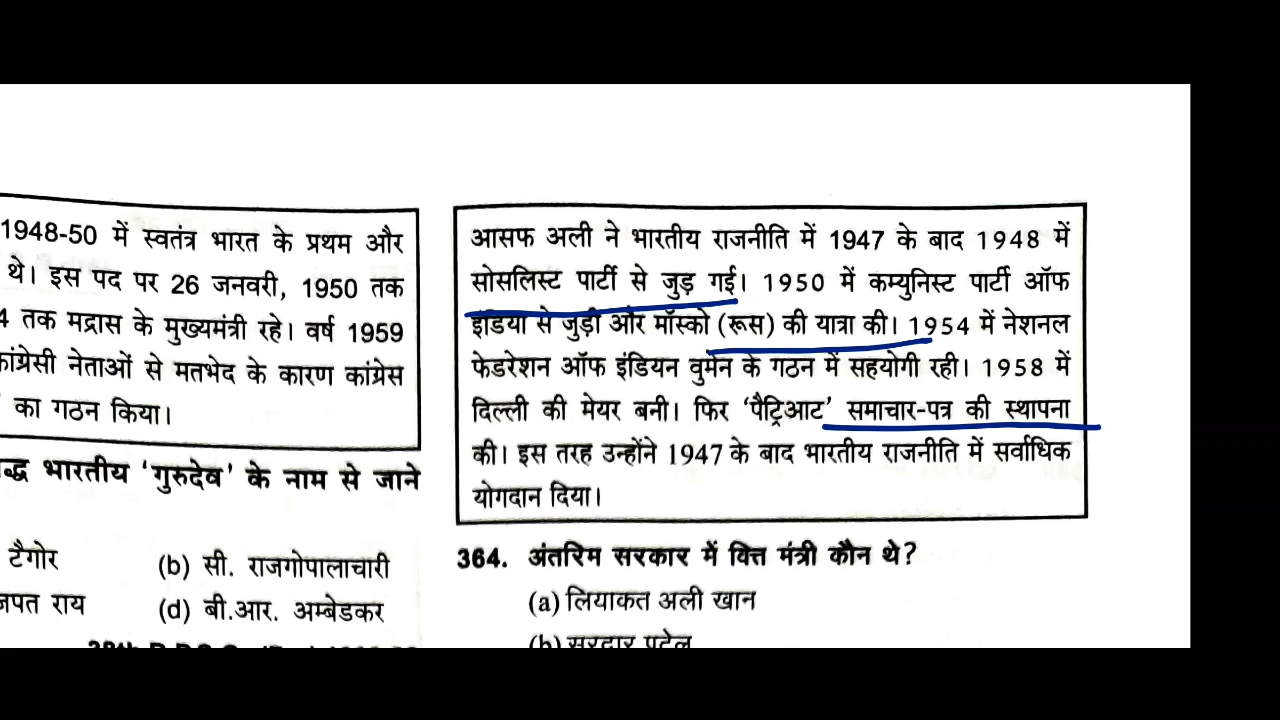 1948-50 में स्वतंत्र भारत के प्रथम और
थे। इस पद पर 26 जनवरी, 1950 तक
4 तक मद्रास के मुख्यमंत्री रहे। वर्ष 1959
कांग्रेसी नेताओं से मतभेद के कारण कांग्रेस
का गठन किया।
भारतीय 'गुरुदेव' के नाम से जाने
टैगोर
(b) सी. राजगोपालाचारी
राय
(d) बी.आर. अम्बेडकर
आसफ अली ने भारतीय राजनीति में 1947 के बाद 1948 में
सोसलिस्ट पार्टी से जुड़ गई। 1950 में कम्युनिस्ट पार्टी ऑफ
इंडिया से जुड़ी और मॉस्को (रूस) की यात्रा की। 1954 में नेशनल
फेडरेशन ऑफ इंडियन वुमेन के गठन में सहयोगी रही। 1958 में
दिल्ली की मेयर बनी। फिर 'पैट्रिआट' समाचार-पत्र की स्थापना
की। इस तरह उन्होंने 1947 के बाद भारतीय राजनीति में सर्वाधिक
योगदान दिया।
364. अंतरिम सरकार में वित्त मंत्री कौन थे?
(a) लियाकत अली खान
(b) सरदार पटेल